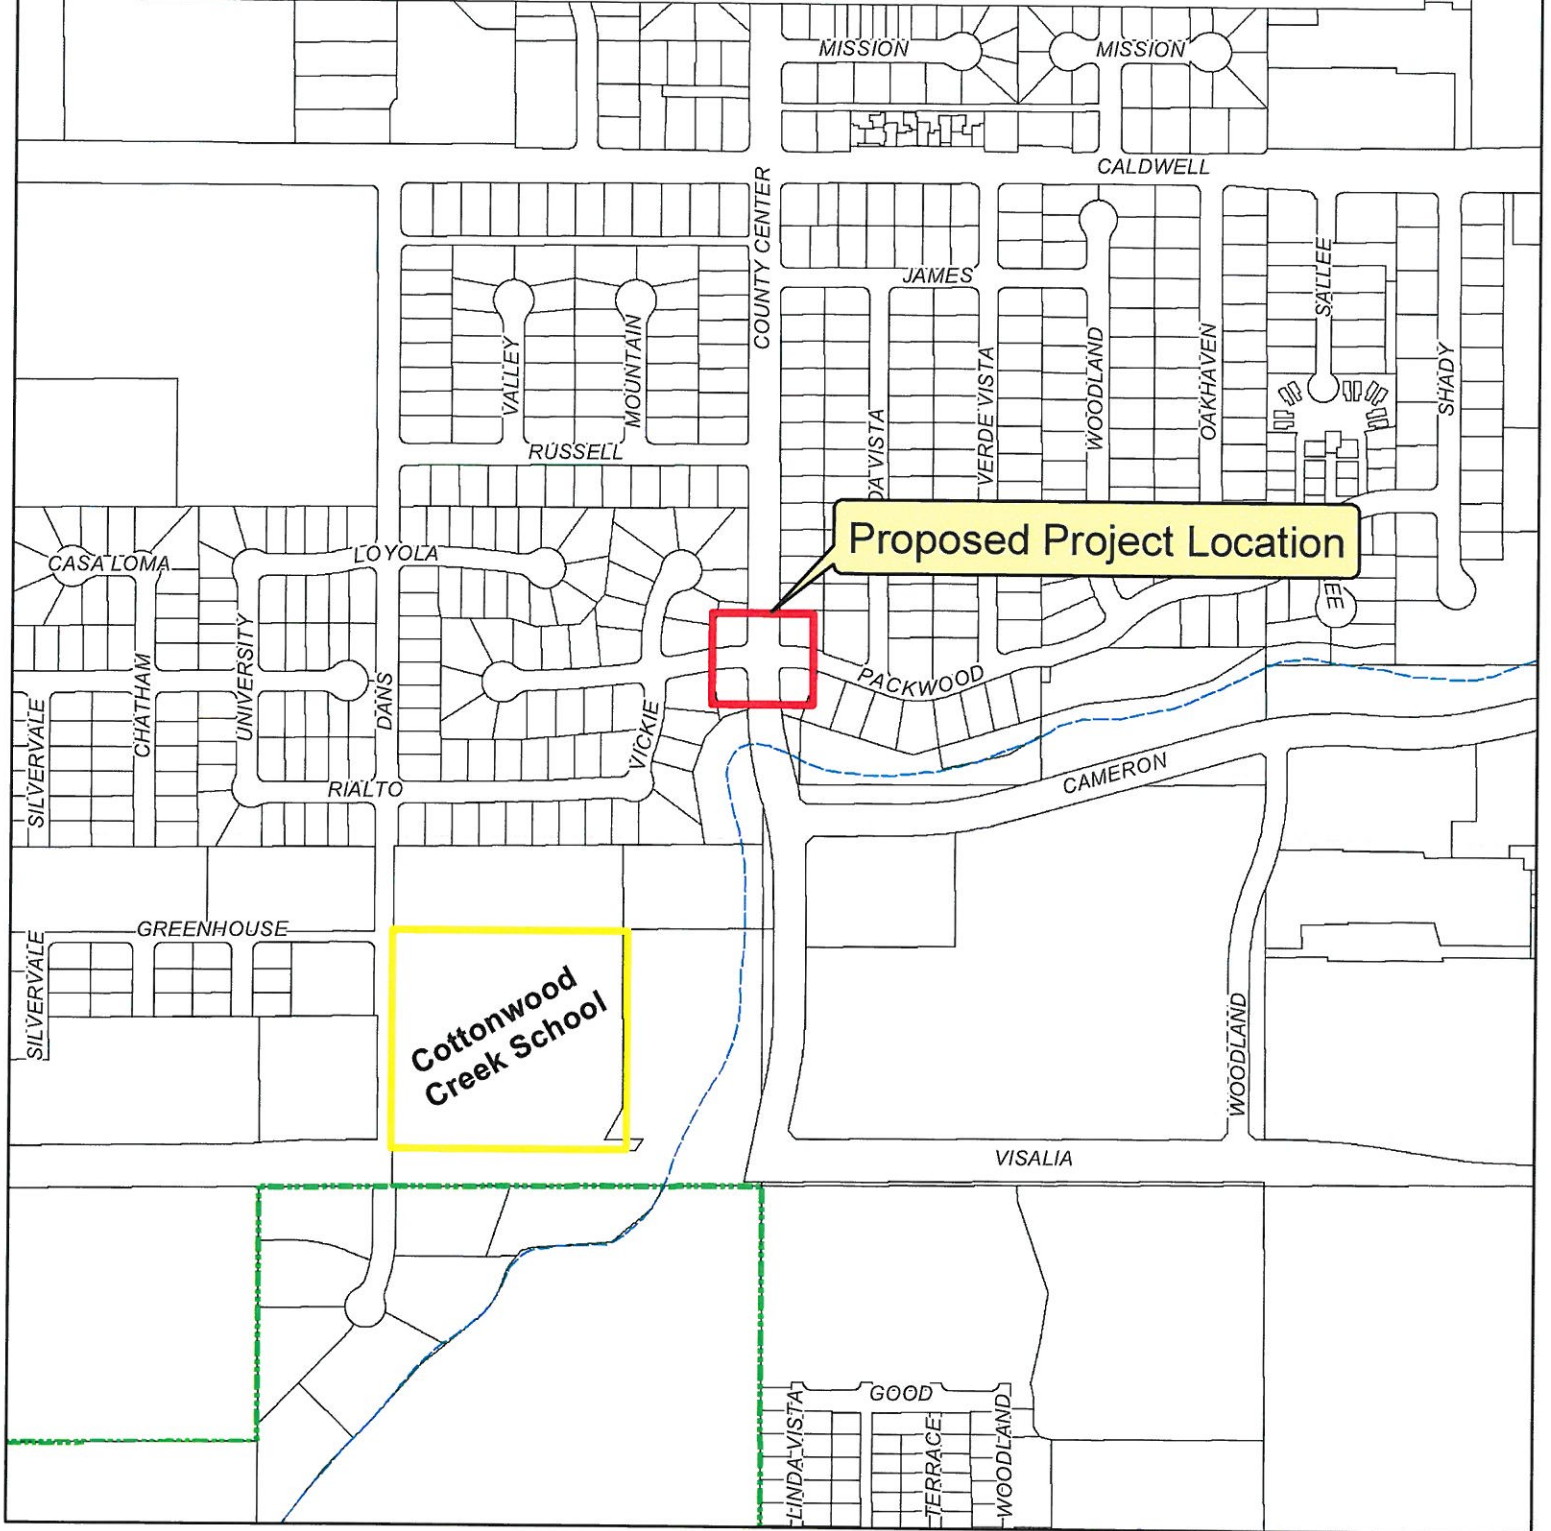 MISSION
MISSION
CALDWELL
COUNTY CENTER
JAMES
SALLEE
VALLEY
MOUNTAIN
WOODLAND
OAKHAVEN
VERDE VISTA
SHADY
DA VISTA
RUSSELL
Proposed Project Location
CASA LOMA
LOYOLA
EE
UNIVERSITY
CHATHAM
DANS
PACKWOOD
SILVERVALE
VICKIE
RIALTO
CAMERON
GREENHOUSE
SILVERVALE
Cottonwood
Creek School
WOODLAND
VISALIA
GOOD
LINDA VISTA
TERRACE
WOODLAND